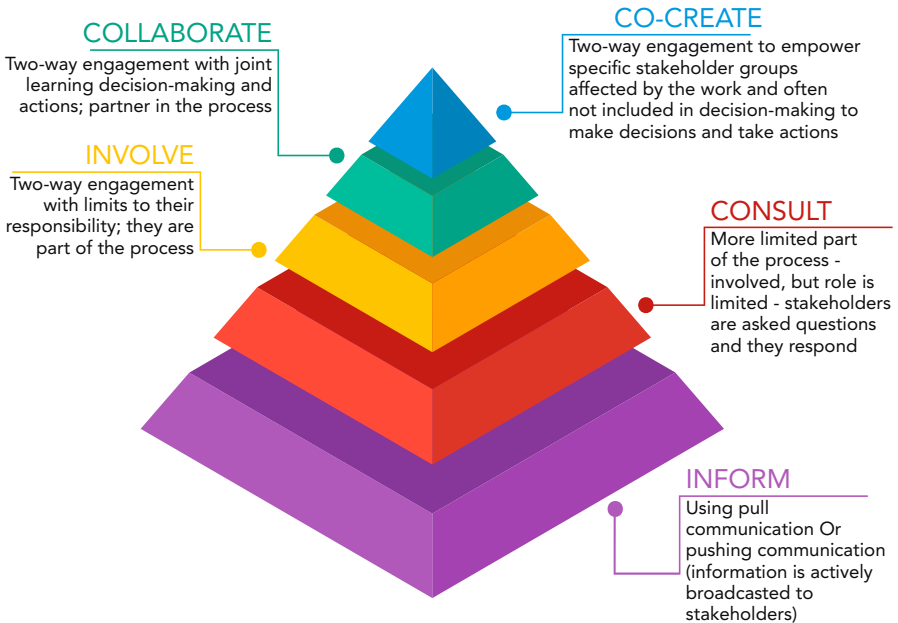 COLLABORATE
Two-way engagement with joint
learning decision-making and
actions; partner in the process
CO-CREATE
Two-way engagement to empower
specific stakeholder groups
affected by the work and often
not included in decision-making to
make decisions and take actions
INVOLVE
Two-way engagement
with limits to their
responsibility; they are
part of the process
CONSULT
More limited part
of the process -
involved, but role is
limited - stakeholders
are asked questions
and they respond
INFORM
Using pull
communication Or
pushing communication
(information is actively
broadcasted to
stakeholders)